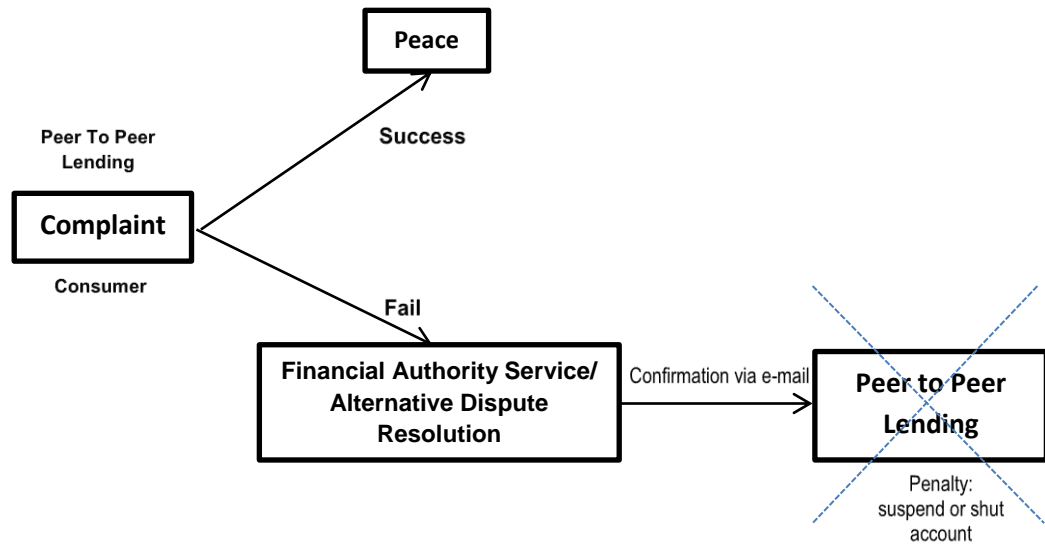 Peace
Success
Peer To Peer
Lending
Complaint
Consumer
Fail
Financial Authority Service/
Alternative Dispute
Resolution
Confirmation via e-mail
Peer to Peer
Lending
Penalty:
suspend or shut
account